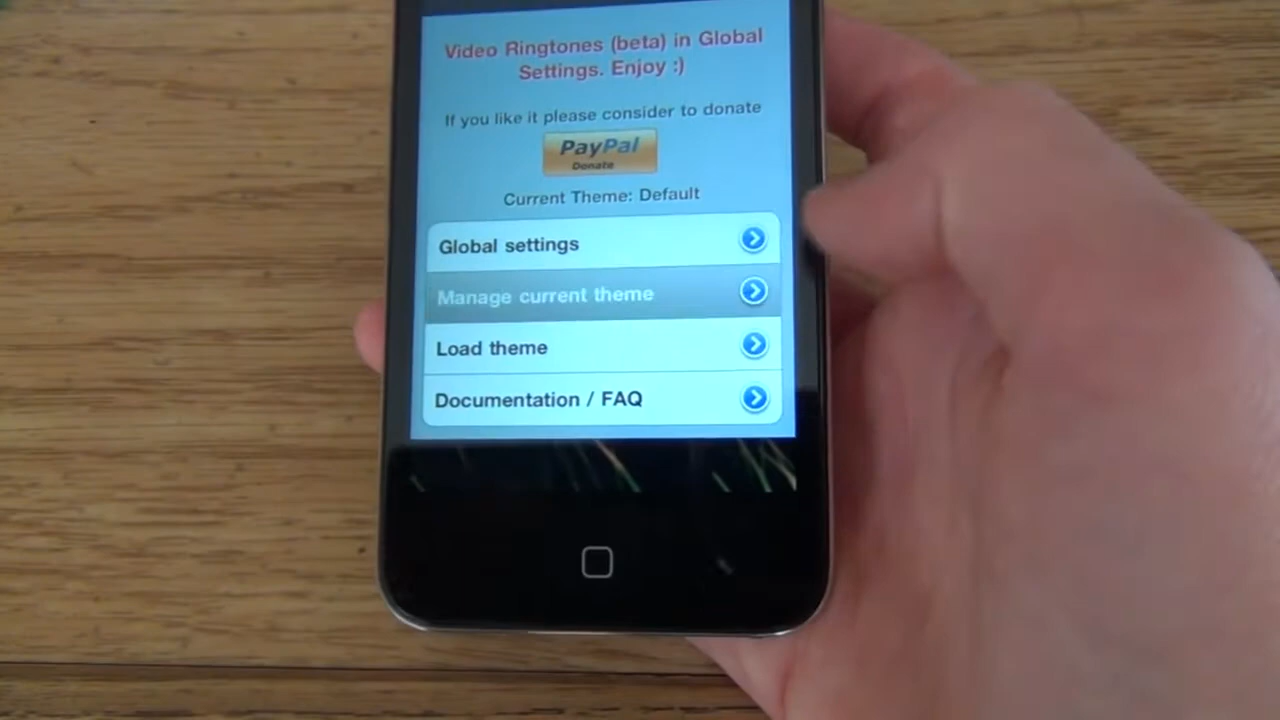 Video Ringtones (beta) in Global
Settings. Enjoy :)
If you like it please consider to donate
PayPal
Donate
Current Theme: Default
Global settings
Manage current theme
Load theme
Documentation / FAQ